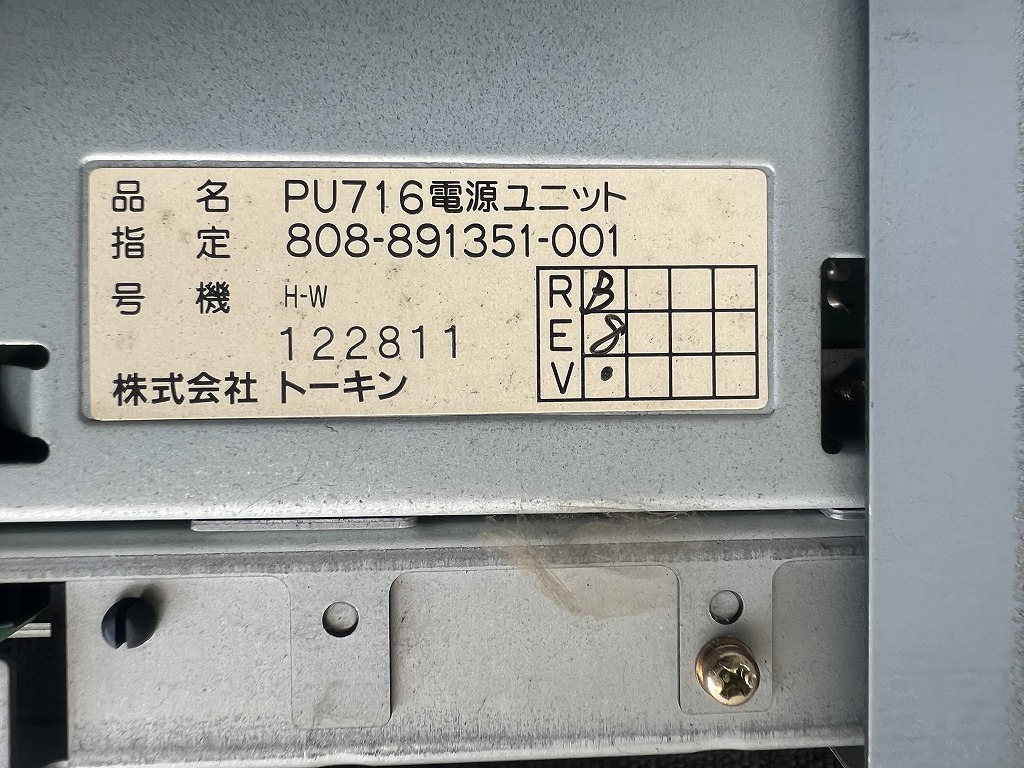 品名 PU716電源ユニット
指定 808-891351-001
号機 H-W
122811
株式会社 トーキン
R B
E 8
V •